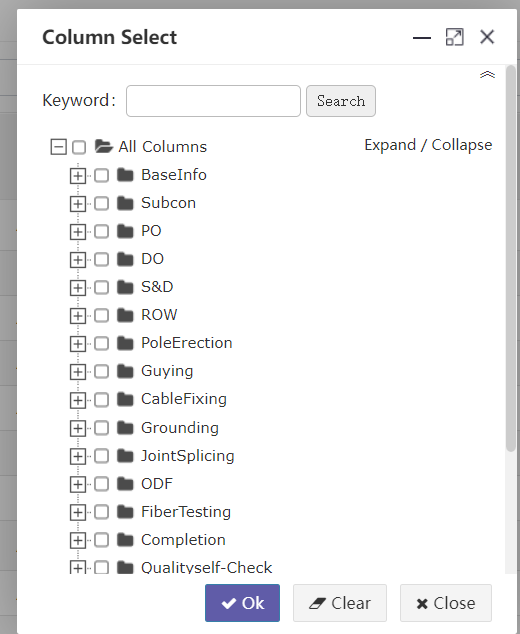 Column Select
Keyword:
Search
All Columns
Expand / Collapse
BaseInfo
Subcon
PO
DO
S&D
ROW
PoleErection
Guying
CableFixing
Grounding
JointSplicing
ODF
FiberTesting
Completion
Qualityself-Check
Ok
Clear
Close